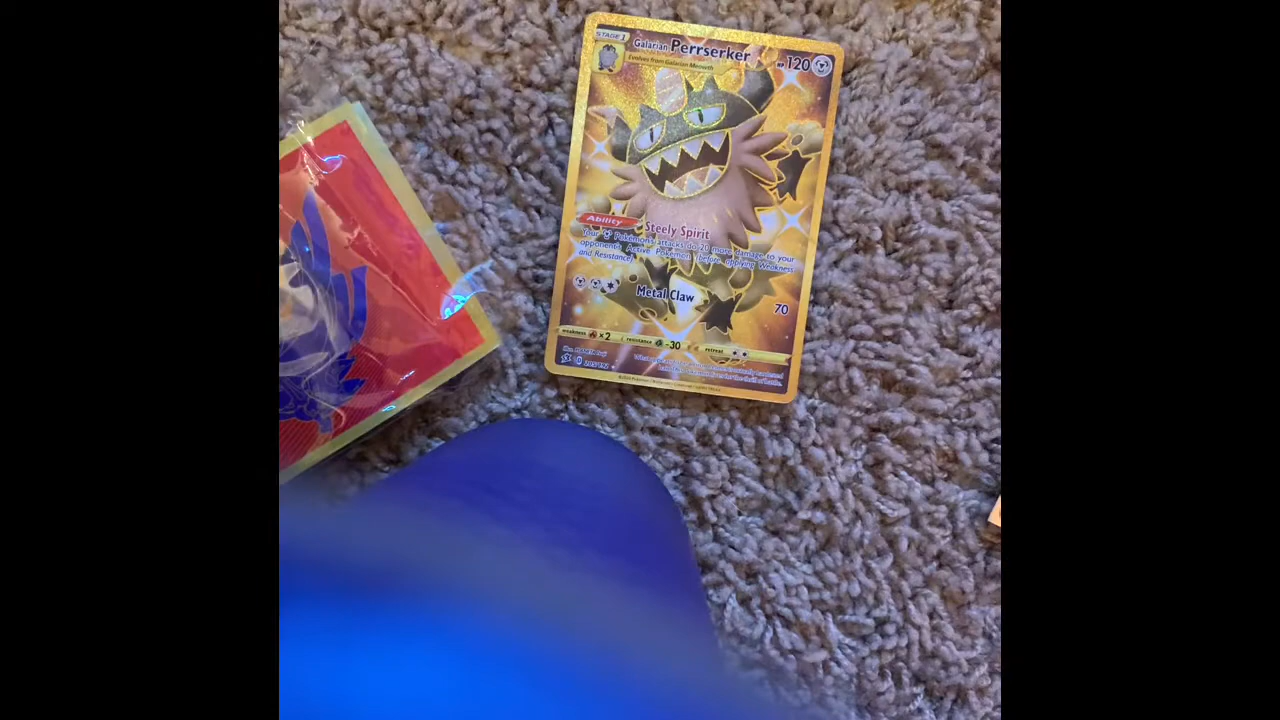 STAGE 1
Galarian Perrserker HP 120
Evolves from Galarian Meowth
Ability Steely Spirit
Your Pokémon's attacks do 20 more damage to your
opponent's Active Pokémon (before applying Weakness
and Resistance).
Metal Claw 70
weakness ×2 resistance -30 retreat